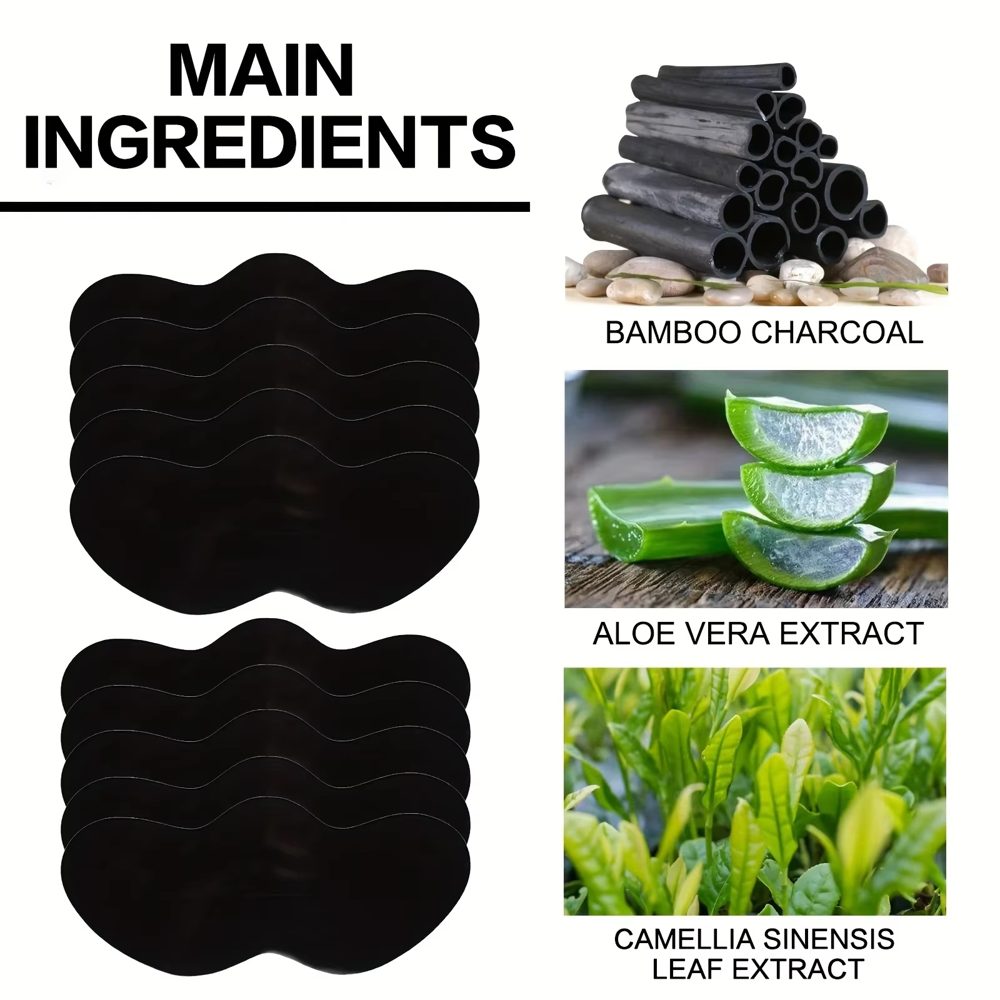 MAIN
INGREDIENTS
BAMBOO CHARCOAL
ALOE VERA EXTRACT
CAMELLIA SINENSIS
LEAF EXTRACT